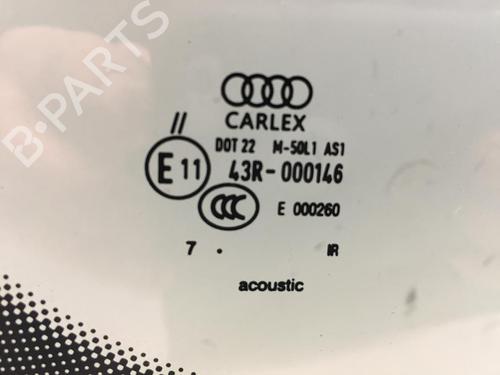 B-PARTS
CARLEX
DOT 22 M-50L1 AS1
//
E 11 43R-000146
CCC E 000260
7 . IR
acoustic